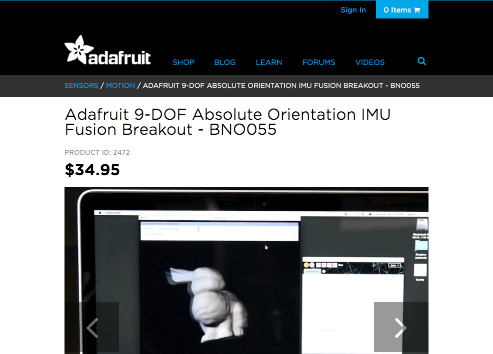 Sign In
0 Items
adafruit
SHOP
BLOG
LEARN
FORUMS
VIDEOS
SENSORS / MOTION / ADAFRUIT 9-DOF ABSOLUTE ORIENTATION IMU FUSION BREAKOUT - BNO055
Adafruit 9-DOF Absolute Orientation IMU
Fusion Breakout - BNO055
PRODUCT ID: 2472
$34.95